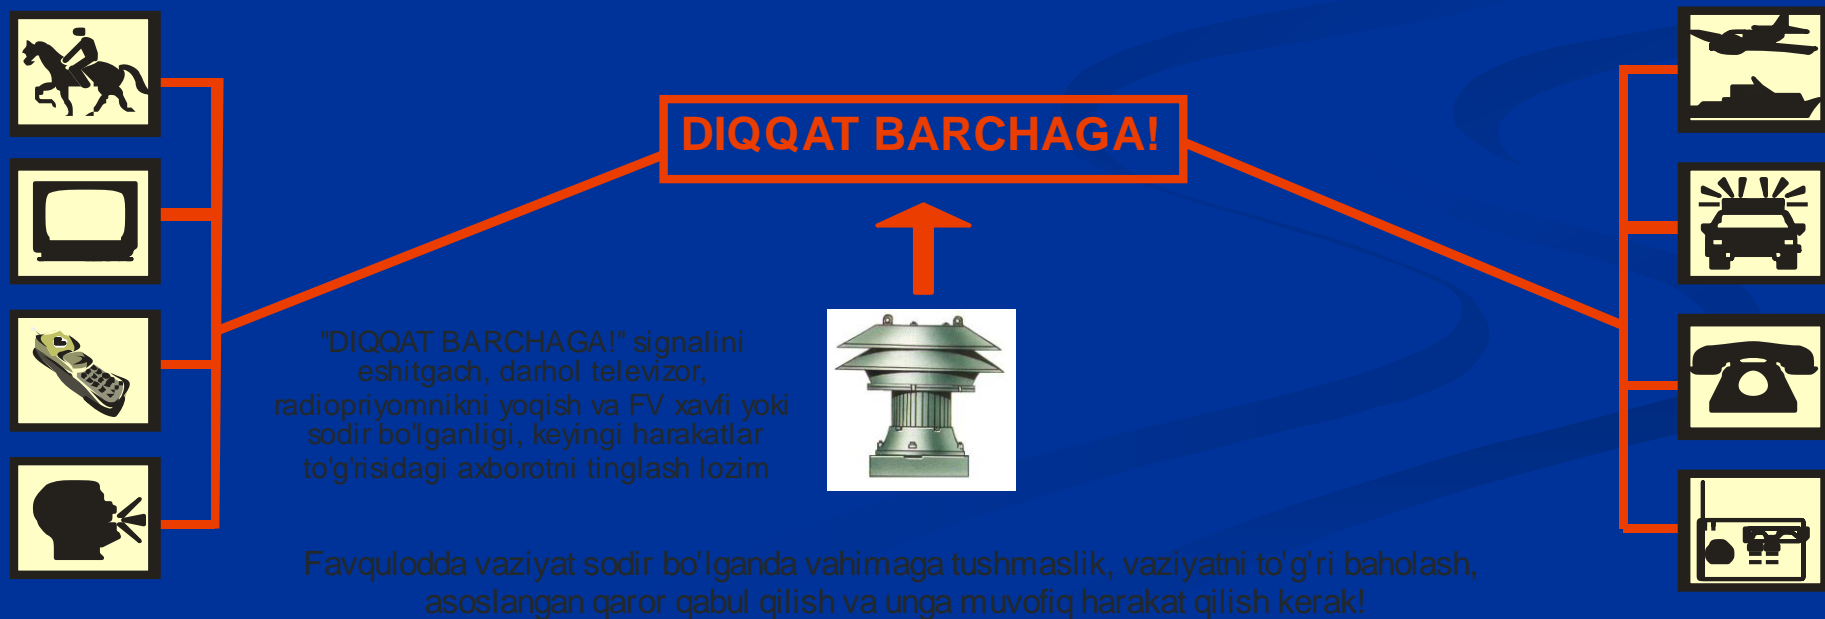 DIQQAT BARCHAGA!
"DIQQAT BARCHAGA!" signalini
eshitgach, darhol televizor,
radiopriyomnikni yoqish va FV xavfi yoki
sodir bo'lganligi, keyingi harakatlar
to'g'risidagi axborotni tinglash lozim
Favqulodda vaziyat sodir bo'lganda vahimaga tushmaslik, vaziyatni to'g'ri baholash,
asoslangan qaror qabul qilish va unga muvofiq harakat qilish kerak!